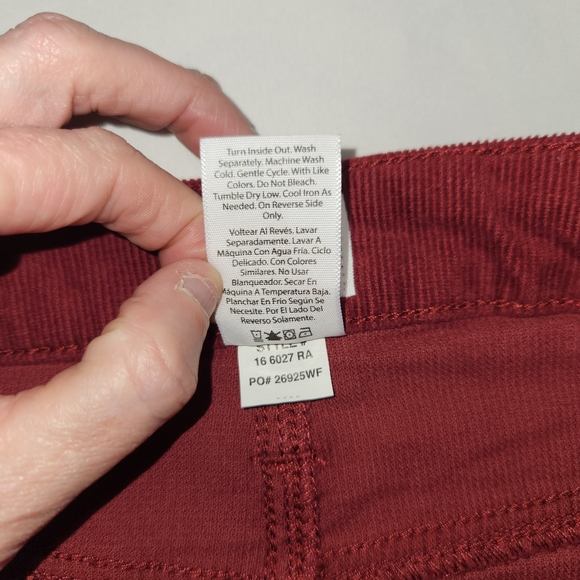 Turn Inside Out. Wash
Separately. Machine Wash
Cold. Gentle Cycle. With Like
Colors. Do Not Bleach.
Tumble Dry Low. Cool Iron As
Needed. On Reverse Side
Only.
Voltear Al Revés. Lavar
Separadamente. Lavar A
Máquina Con Agua Fría. Ciclo
Delicado. Con Colores
Similares. No Usar
Blanqueador. Secar En
Máquina A Temperatura Baja.
Planchar En Frío Según Se
Necesite. Por El Lado Del
Reverso Solamente.
STYLE#
16 6027 RA
PO# 26925WF